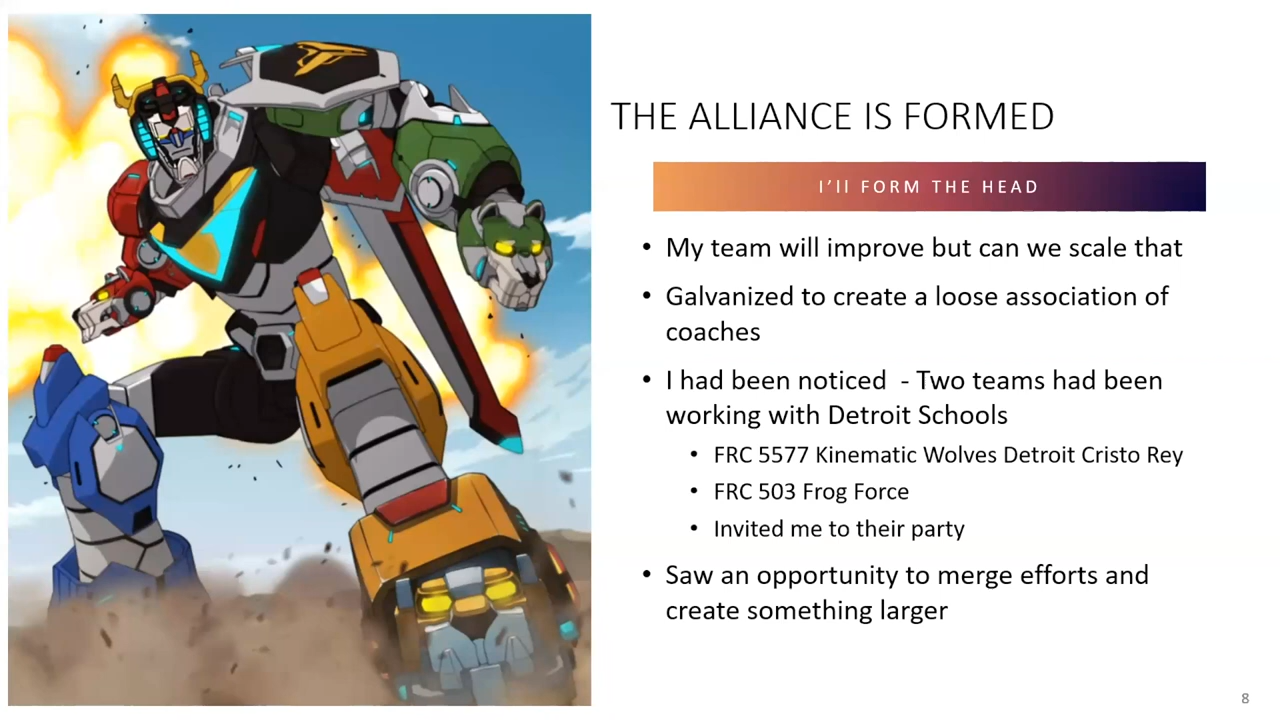 THE ALLIANCE IS FORMED
I'll FORM THE HEAD
• My team will improve but can we scale that
• Galvanized to create a loose association of
coaches
• I had been noticed - Two teams had been
working with Detroit Schools
• FRC 5577 Kinematic Wolves Detroit Cristo Rey
• FRC 503 Frog Force
• Invited me to their party
• Saw an opportunity to merge efforts and
create something larger
8